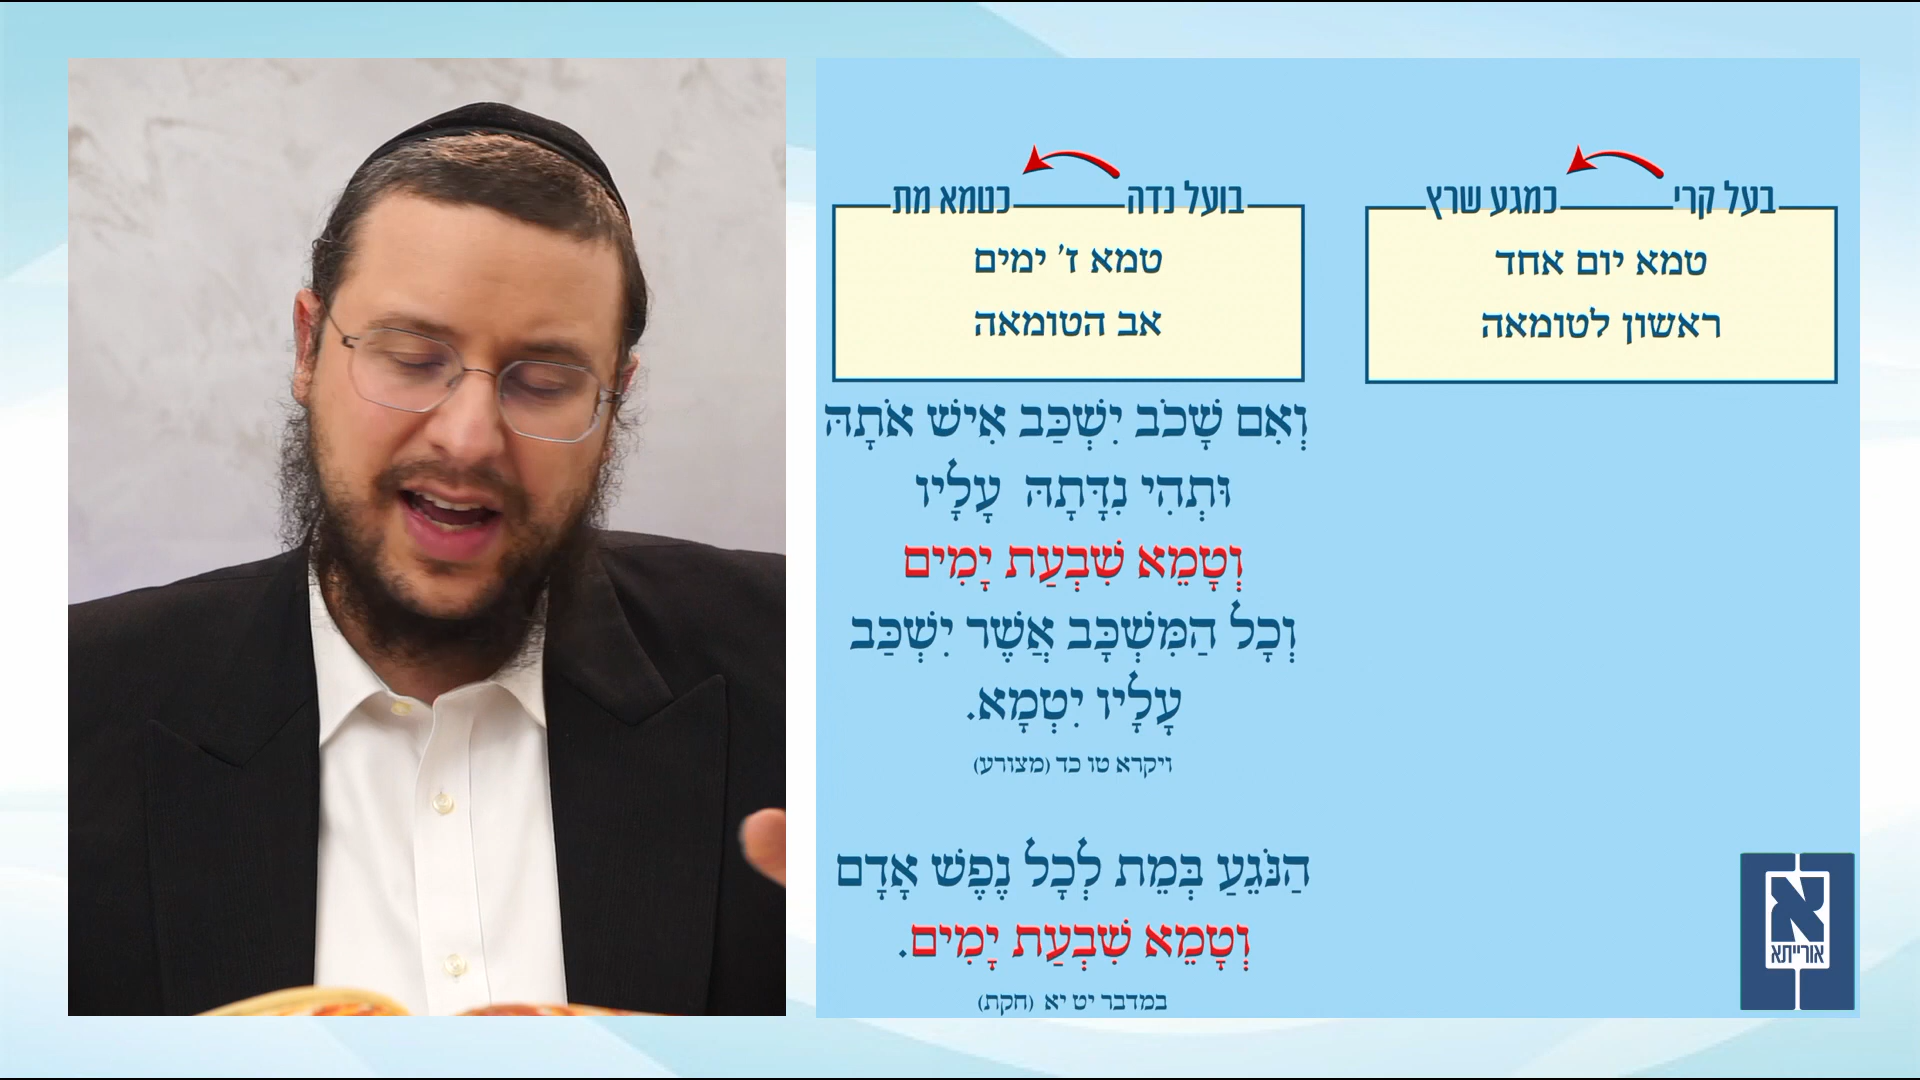 בעל קרי כמגע שרץ
טמא יום אחד
ראשון לטומאה
בועל נדה כטמא מת
טמא ז' ימים
אב הטומאה
וְאִם שָׁכֹב יִשְׁכַּב אִישׁ אֹתָהּ
וּתְהִי נִדָּתָהּ עָלָיו
וְטָמֵא שִׁבְעַת יָמִים
וְכָל הַמִּשְׁכָּב אֲשֶׁר יִשְׁכַּב
עָלָיו יִטְמָא.
ויקרא טו כד (מצורע)
הַנֹּגֵעַ בְּמֵת לְכָל נֶפֶשׁ אָדָם
וְטָמֵא שִׁבְעַת יָמִים.
במדבר יט יא (חקת)
א
אורייתא